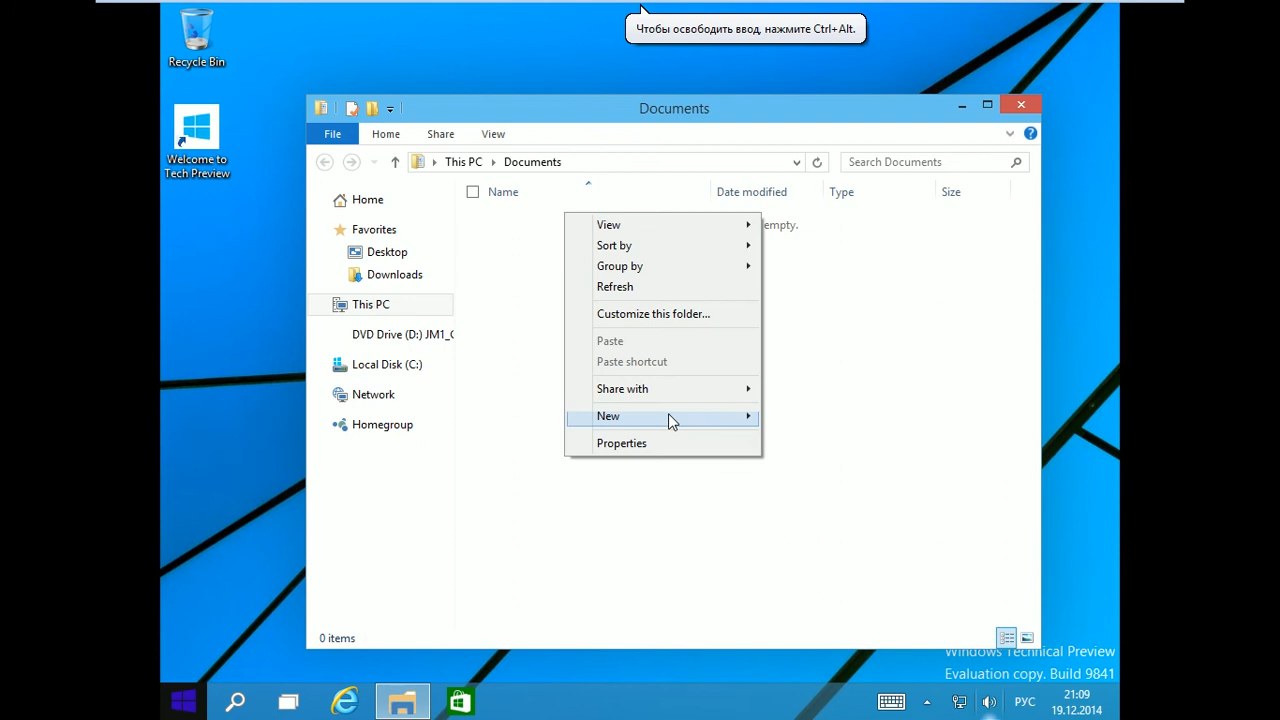 Чтобы освободить ввод, нажмите Ctrl+Alt.
Recycle Bin
Welcome to
Tech Preview
Documents
File Home Share View
This PC Documents
Search Documents
Name Date modified Type Size
empty.
Home
Favorites
Desktop
Downloads
This PC
DVD Drive (D:) JM1_
Local Disk (C:)
Network
Homegroup
View
Sort by
Group by
Refresh
Customize this folder...
Paste
Paste shortcut
Share with
New
Properties
0 items
Windows Technical Preview
Evaluation copy. Build 9841
РУС
21:09
19.12.2014